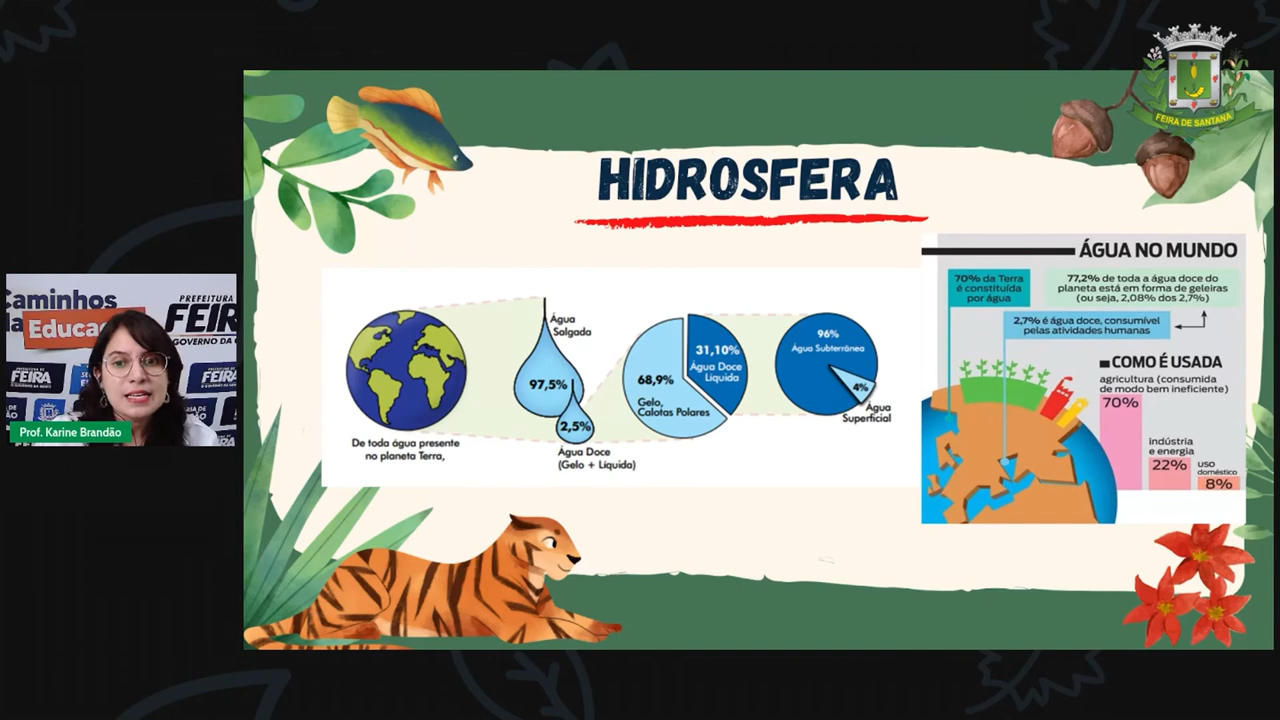 FEIRA DE SANTANA
HIDROSFERA
Caminhos
da
Educa
PREFEITURA
FEIR
GOVERNO DA
FEIRA
Prof. Karine Brandão
Água
Salgada
97,5%
2,5%
De toda água presente
no planeta Terra,
Água Doce
(Gelo + Líquida)
68,9%
Gelo,
Calotas Polares
31,10%
Água Doce
Líquida
96%
Água Subterrânea
4%
Água
Superficial
ÁGUA NO MUNDO
70% da Terra
é constituída
por água
77,2% de toda a água doce do
planeta está em forma de geleiras
(ou seja, 2,08% dos 2,7%)
2,7% é água doce, consumível
pelas atividades humanas
COMO É USADA
agricultura (consumida
de modo bem ineficiente)
70%
indústria
e energia
22%
uso
doméstico
8%